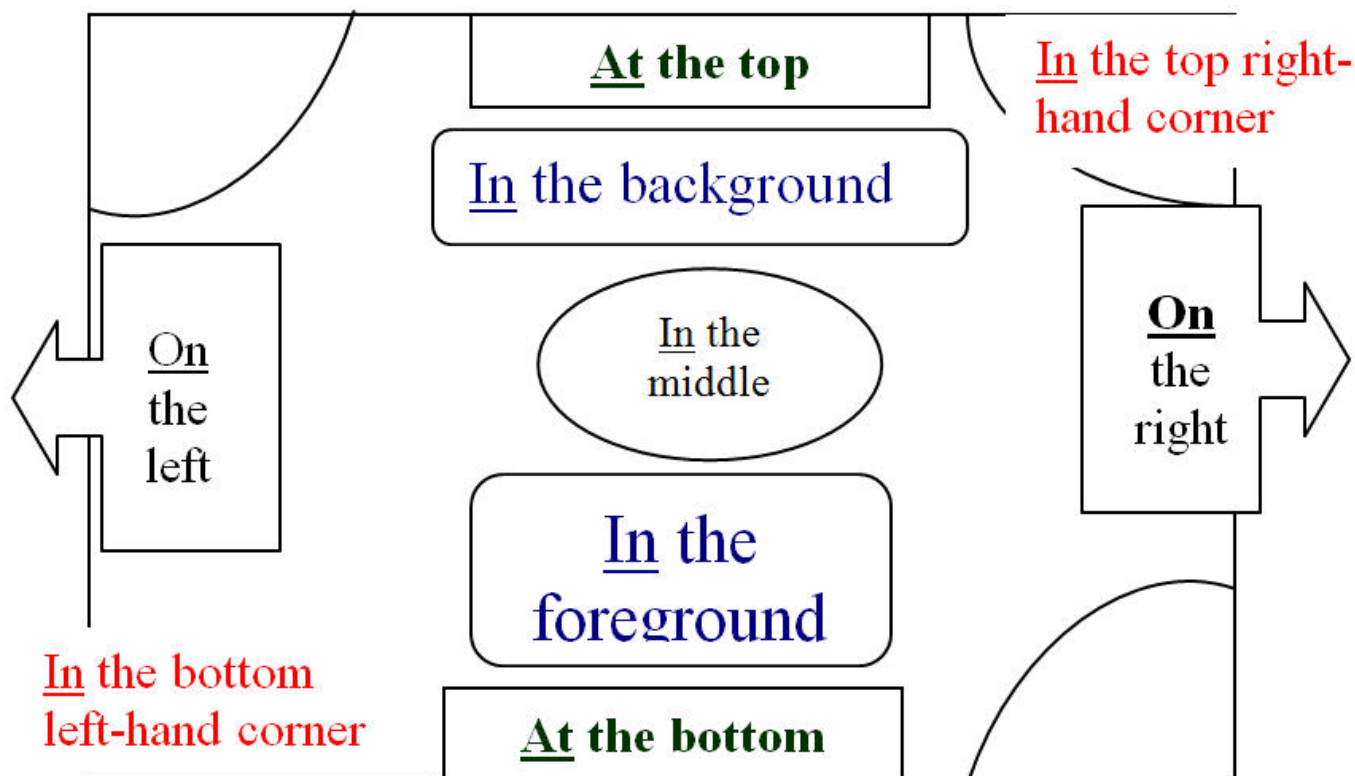 At the top
In the top right-
hand corner
In the background
In the
middle
On
the
left
On
the
right
In the
foreground
In the bottom
left-hand corner
At the bottom